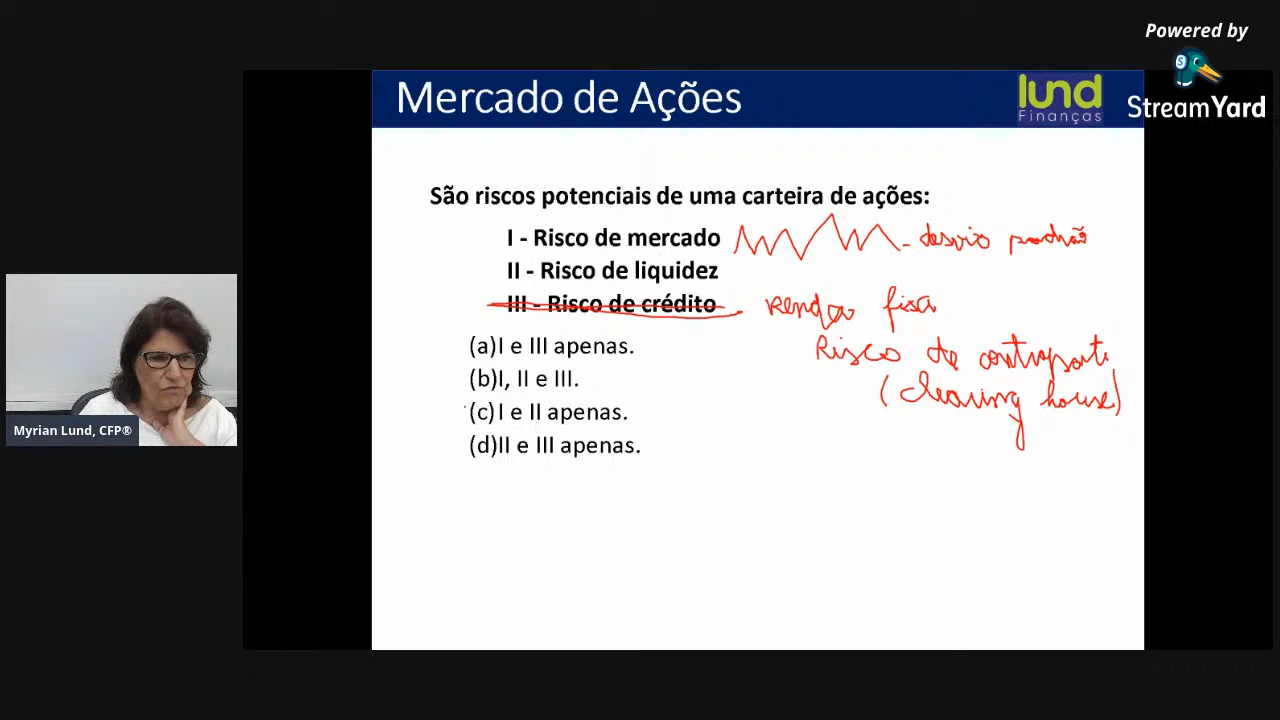 Powered by
StreamYard
Mercado de Ações
lund
Finanças
São riscos potenciais de uma carteira de ações:
I - Risco de mercado - desvio padrão
II - Risco de liquidez
III - Risco de crédito renda fixa
(a)I e III apenas. Risco de contraparte
(b)I, II e III. (clearing house)
(c)I e II apenas.
(d)II e III apenas.
Myrian Lund, CFP®